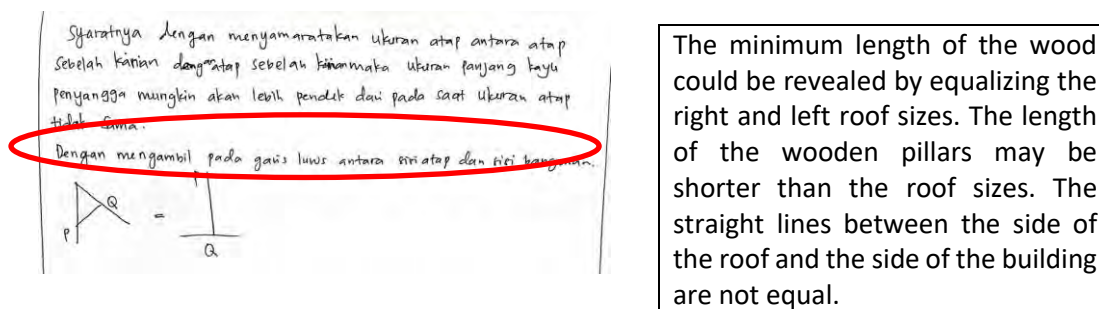 Syaratnya dengan menyamaratakan ukuran atap antara atap
Sebelah kanan dengan atap sebelah maka ukuran panjang kayu
Penyangga mungkin akan lebih pendek dari pada saat ukuran atap
tidak sama.
Dengan mengambil pada garis lurus antara sisi atap dan sisi bangunan.
Q
P
=
Q
The minimum length of the wood
could be revealed by equalizing the
right and left roof sizes. The length
of the wooden pillars may be
shorter than the roof sizes. The
straight lines between the side of
the roof and the side of the building
are not equal.